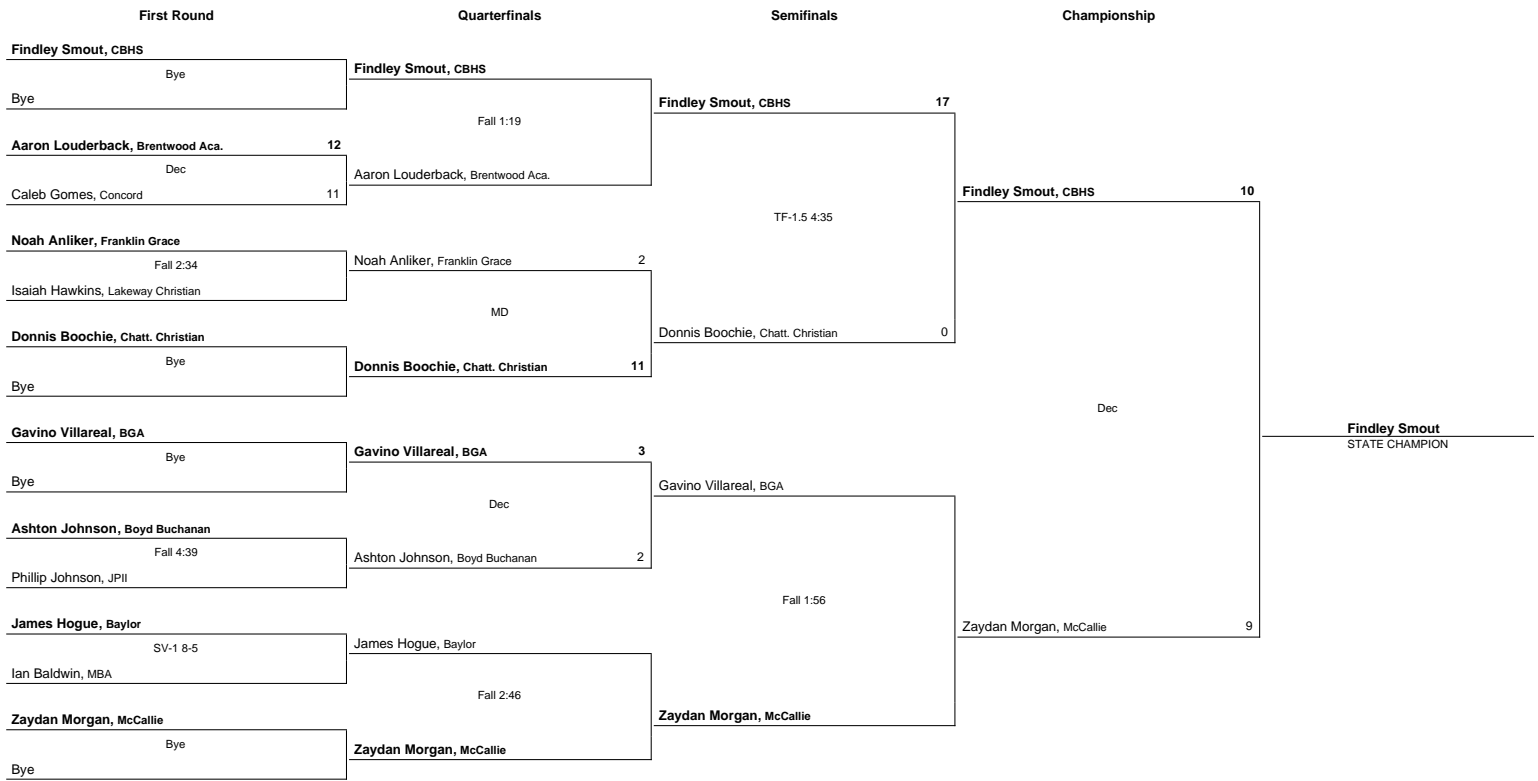 First Round
Quarterfinals
Semifinals
Championship
Findley Smout, CBHS
Bye
Bye
Aaron Louderback, Brentwood Aca. 12
Dec
Caleb Gomes, Concord 11
Noah Anliker, Franklin Grace
Fall 2:34
Isaiah Hawkins, Lakeway Christian
Donnis Boochie, Chatt. Christian
Bye
Bye
Gavino Villareal, BGA
Bye
Bye
Ashton Johnson, Boyd Buchanan
Fall 4:39
Phillip Johnson, JPII
James Hogue, Baylor
SV-1 8-5
Ian Baldwin, MBA
Zaydan Morgan, McCallie
Bye
Bye
Findley Smout, CBHS
Fall 1:19
Aaron Louderback, Brentwood Aca.
Noah Anliker, Franklin Grace 2
MD
Donnis Boochie, Chatt. Christian 11
Gavino Villareal, BGA 3
Dec
Ashton Johnson, Boyd Buchanan 2
James Hogue, Baylor
Fall 2:46
Zaydan Morgan, McCallie
Findley Smout, CBHS 17
TF-1.5 4:35
Donnis Boochie, Chatt. Christian 0
Gavino Villareal, BGA
Fall 1:56
Zaydan Morgan, McCallie
Findley Smout, CBHS 10
Dec
Zaydan Morgan, McCallie 9
Findley Smout
STATE CHAMPION